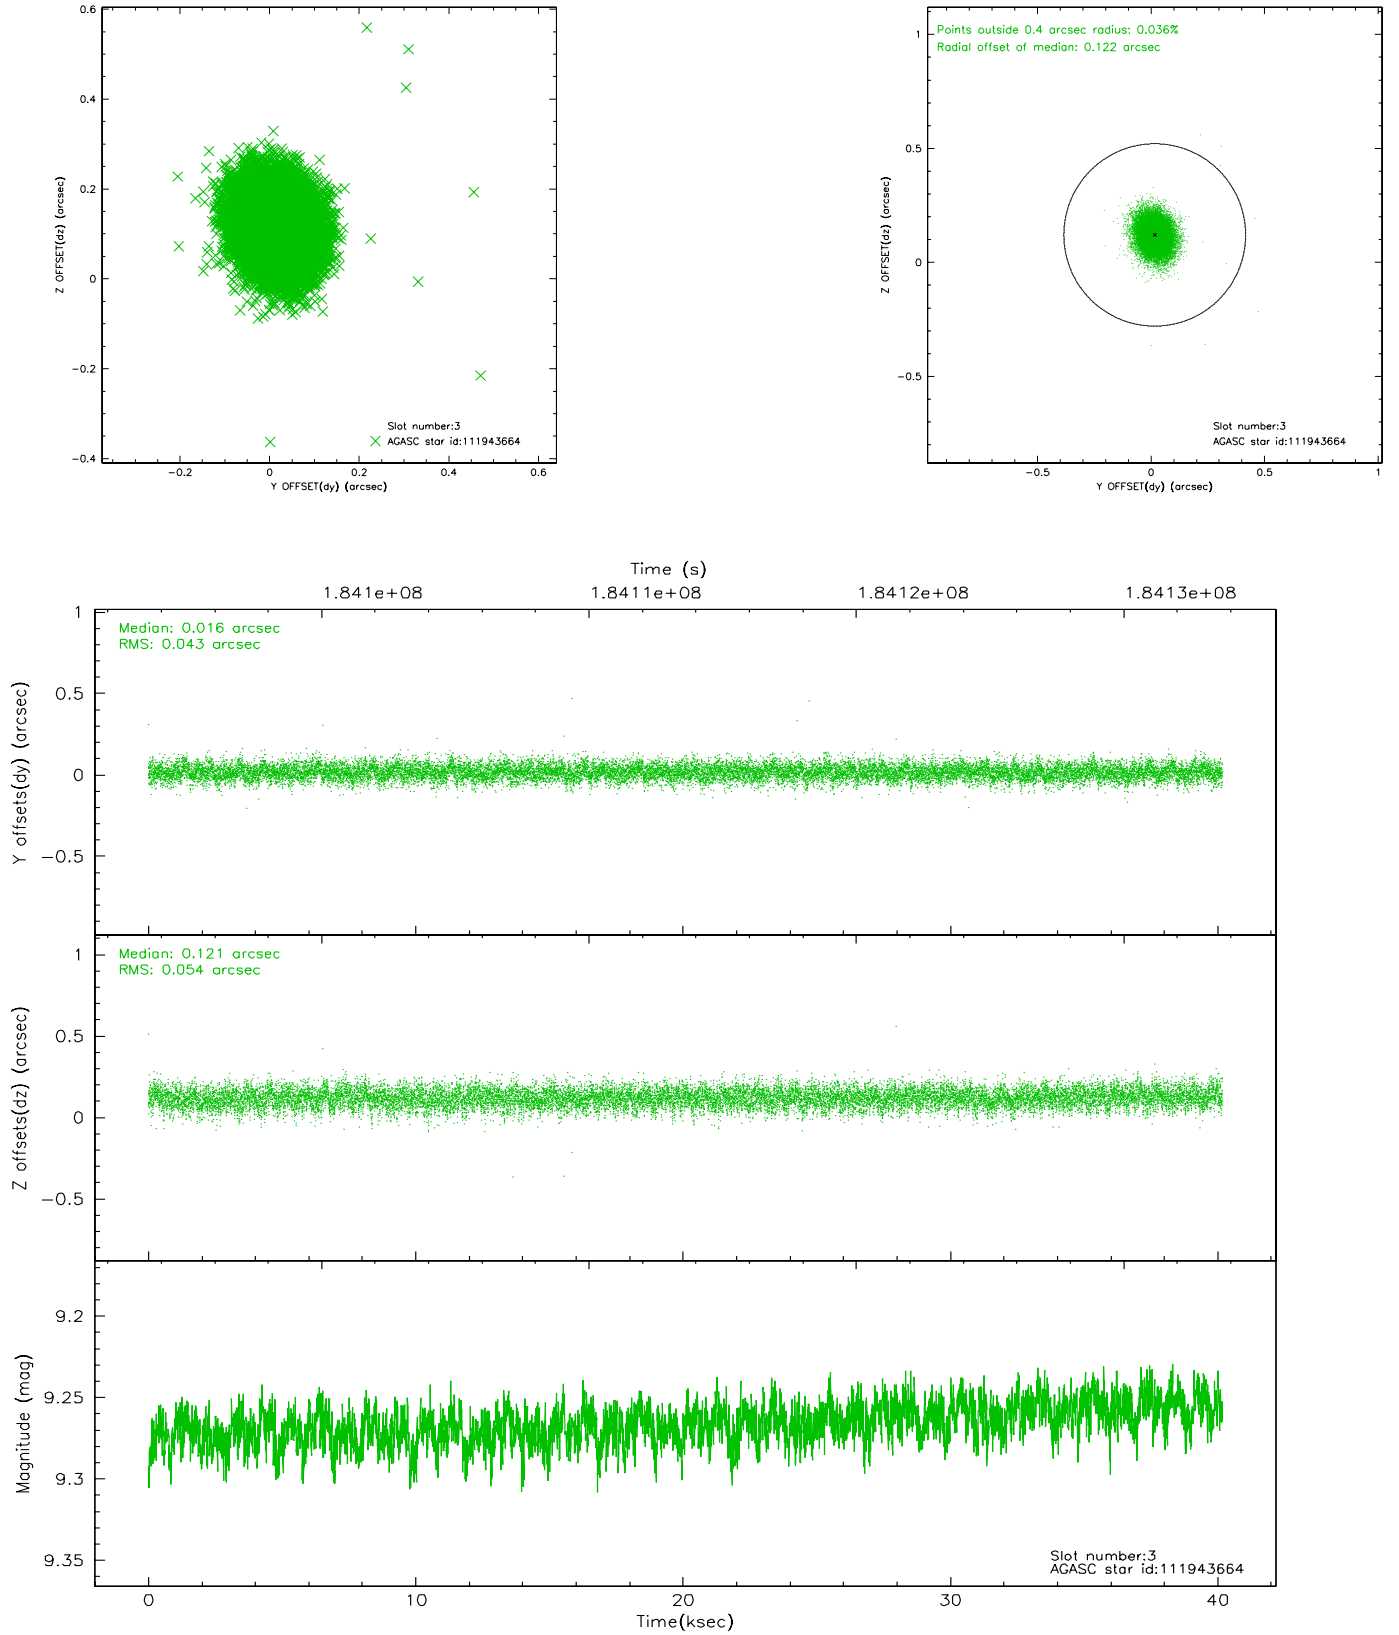 0.6
0.4
0.2
0
−0.2
−0.4
Z OFFSET(dz) (arcsec)
−0.2 0 0.2 0.4 0.6
Y OFFSET(dy) (arcsec)
Slot number:3
AGASC star id:111943664
Points outside 0.4 arcsec radius: 0.036%
Radial offset of median: 0.122 arcsec
1
0.5
0
−0.5
Z OFFSET(dz) (arcsec)
−0.5 0 0.5 1
Y OFFSET(dy) (arcsec)
Slot number:3
AGASC star id:111943664
Time (s)
1.841e+08 1.8411e+08 1.8412e+08 1.8413e+08
Median: 0.016 arcsec
RMS: 0.043 arcsec
1
0.5
0
−0.5
Y offsets(dy) (arcsec)
Median: 0.121 arcsec
RMS: 0.054 arcsec
1
0.5
0
−0.5
Z offsets(dz) (arcsec)
9.2
9.25
9.3
9.35
Magnitude (mag)
Slot number:3
AGASC star id:111943664
0 10 20 30 40
Time(ksec)